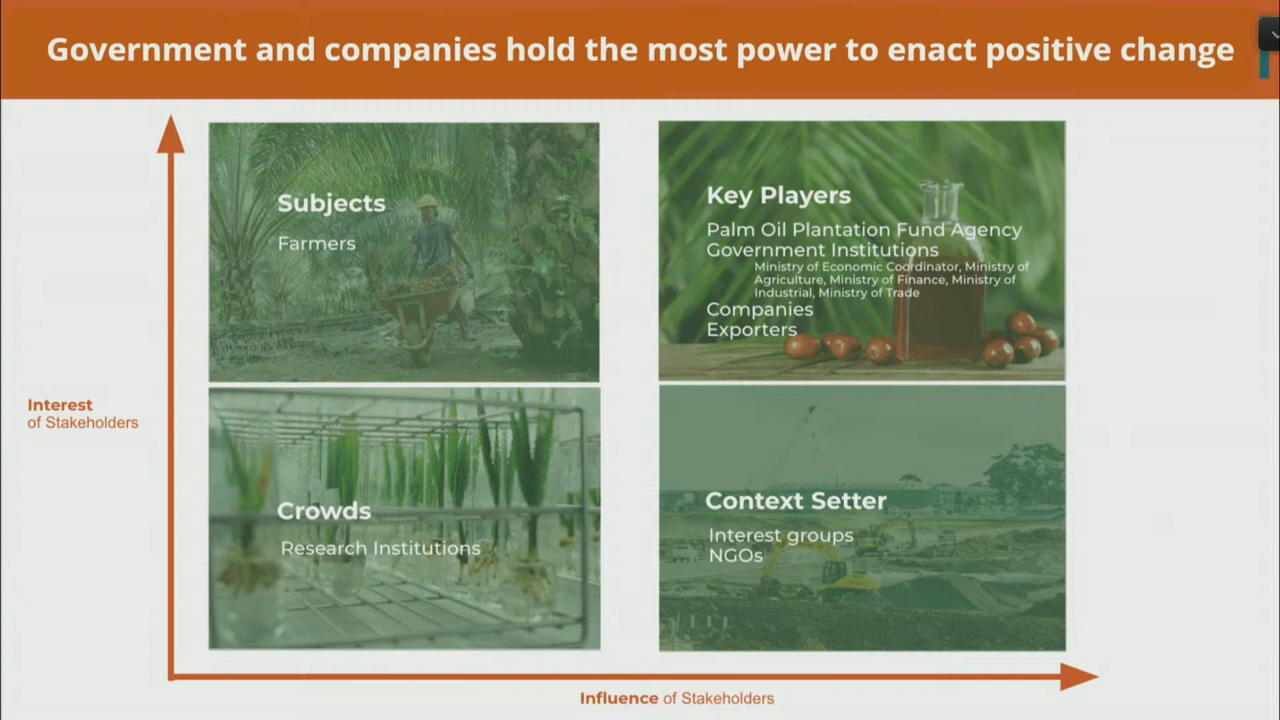 Government and companies hold the most power to enact positive change
Subjects
Farmers
Key Players
Palm Oil Plantation Fund Agency
Government Institutions
Ministry of Economic Coordinator, Ministry of
Agriculture, Ministry of Finance, Ministry of
Industrial, Ministry of Trade
Companies
Exporters
Interest
of Stakeholders
Crowds
Research Institutions
Context Setter
Interest groups
NGOs
Influence of Stakeholders